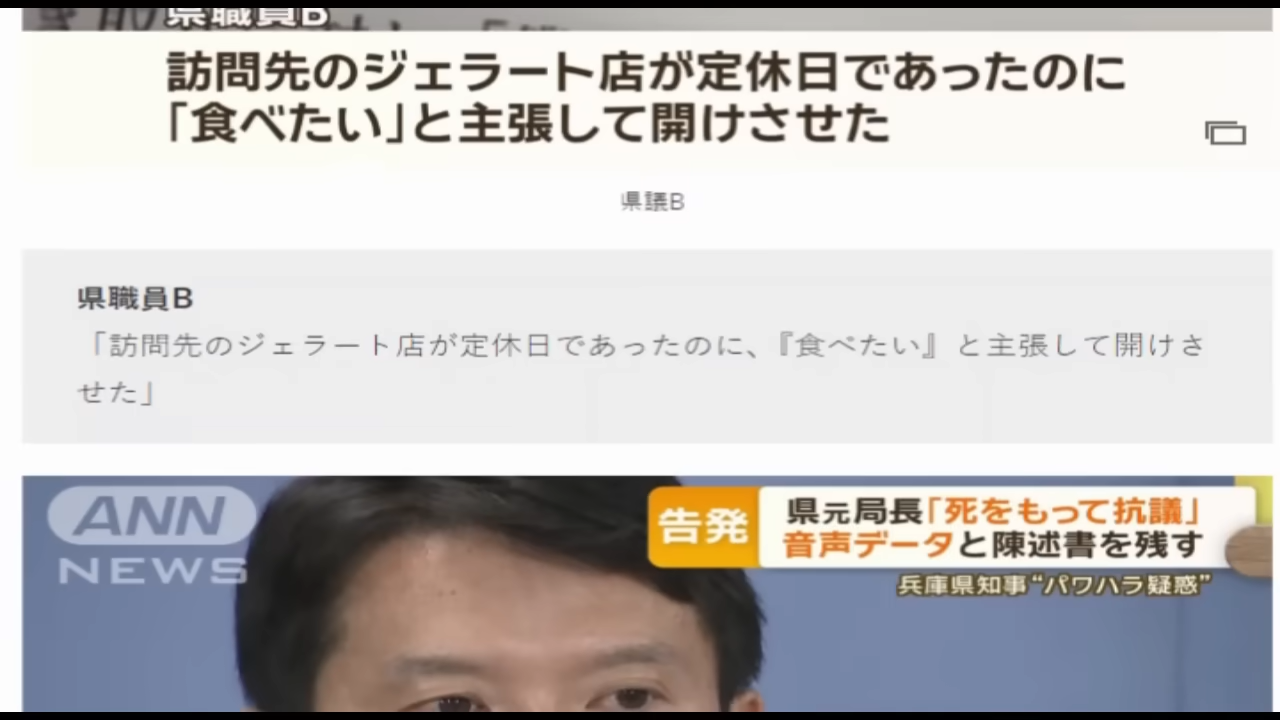 県職員B
訪問先のジェラート店が定休日であったのに
「食べたい」と主張して開けさせた
県議B
県職員B
「訪問先のジェラート店が定休日であったのに、『食べたい』と主張して開けさ
せた」
ANN
NEWS
告発
県元局長「死をもって抗議」
音声データと陳述書を残す
兵庫県知事“パワハラ疑惑”